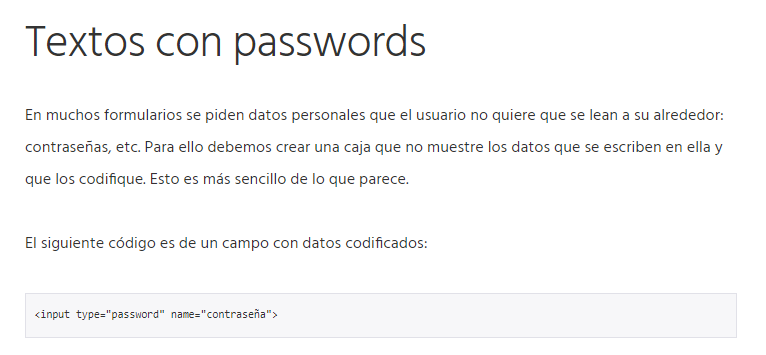 Textos con passwords
En muchos formularios se piden datos personales que el usuario no quiere que se lean a su alrededor:
contraseñas, etc. Para ello debemos crear una caja que no muestre los datos que se escriben en ella y
que los codifique. Esto es más sencillo de lo que parece.
El siguiente código es de un campo con datos codificados:
<input type="password" name="contraseña">